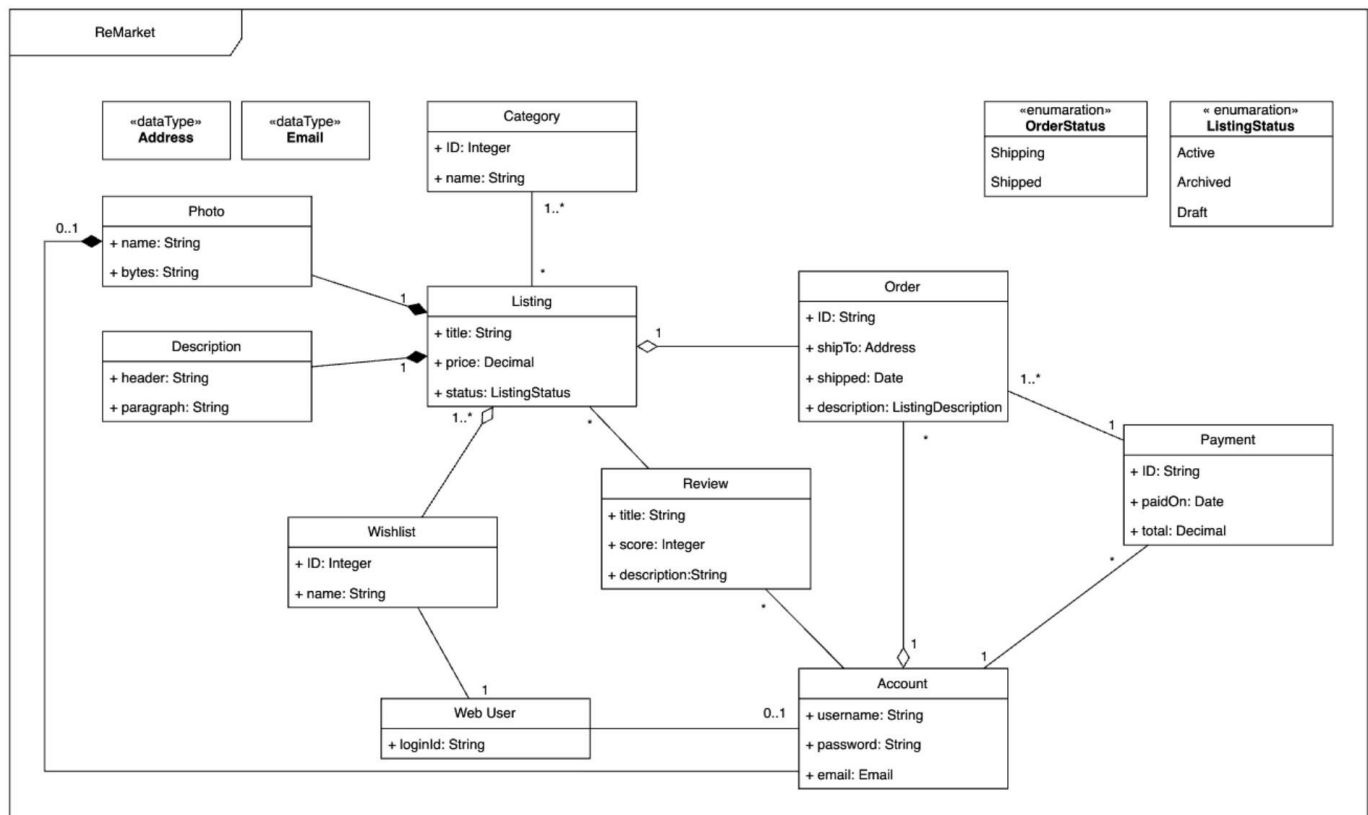 ReMarket
«dataType»
Address
«dataType»
Email
Category
+ ID: Integer
+ name: String
«enumaration»
OrderStatus
Shipping
Shipped
« enumaration»
ListingStatus
Active
Archived
Draft
1..*
*
0..1
Photo
+ name: String
+ bytes: String
1
Description
+ header: String
+ paragraph: String
1
Listing
+ title: String
+ price: Decimal
+ status: ListingStatus
1
Order
+ ID: String
+ shipTo: Address
+ shipped: Date
+ description: ListingDescription
1..*
*
*
1..*
1
Payment
+ ID: String
+ paidOn: Date
+ total: Decimal
Review
+ title: String
+ score: Integer
+ description:String
Wishlist
+ ID: Integer
+ name: String
*
*
1
1
1
Web User
+ loginId: String
0..1
Account
+ username: String
+ password: String
+ email: Email